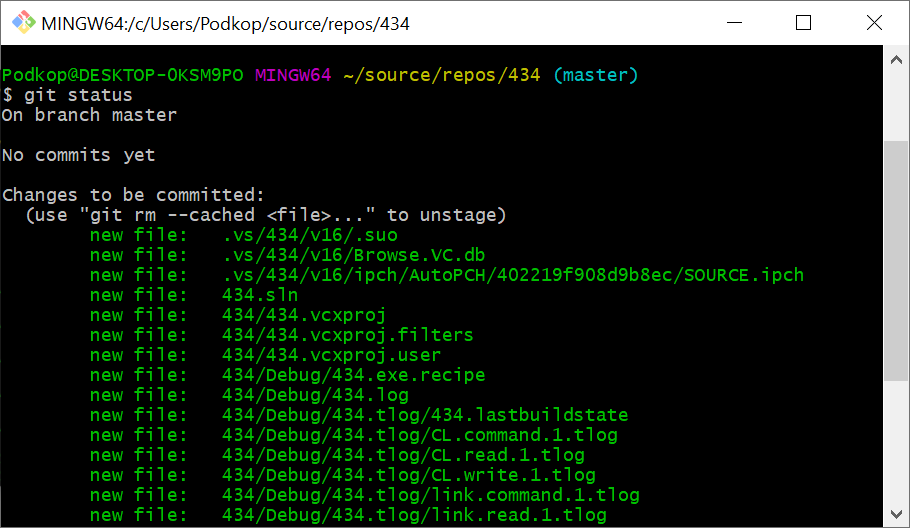 MINGW64:/c/Users/Podkop/source/repos/434
Podkop@DESKTOP-0KSM9PO MINGW64 ~/source/repos/434 (master)
$ git status
On branch master
No commits yet
Changes to be committed:
(use "git rm --cached <file>..." to unstage)
new file: .vs/434/v16/.suo
new file: .vs/434/v16/Browse.VC.db
new file: .vs/434/v16/ipch/AutoPCH/402219f908d9b8ec/SOURCE.ipch
new file: 434.sln
new file: 434/434.vcxproj
new file: 434/434.vcxproj.filters
new file: 434/434.vcxproj.user
new file: 434/Debug/434.exe.recipe
new file: 434/Debug/434.log
new file: 434/Debug/434.tlog/434.lastbuildstate
new file: 434/Debug/434.tlog/CL.command.1.tlog
new file: 434/Debug/434.tlog/CL.read.1.tlog
new file: 434/Debug/434.tlog/CL.write.1.tlog
new file: 434/Debug/434.tlog/link.command.1.tlog
new file: 434/Debug/434.tlog/link.read.1.tlog